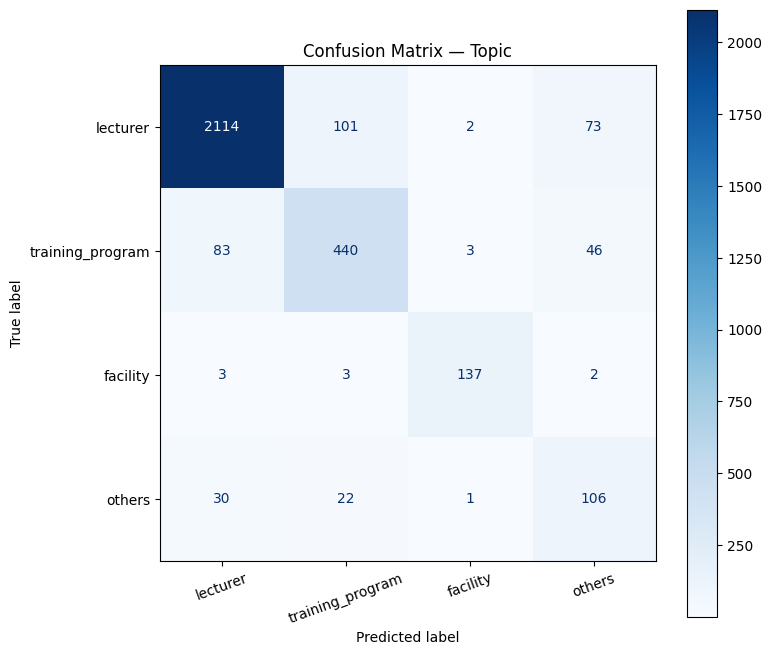 Confusion Matrix — Topic
True label
lecturer 2114 101 2 73
training_program 83 440 3 46
facility 3 3 137 2
others 30 22 1 106
lecturer training_program facility others
Predicted label
2000
1750
1500
1250
1000
750
500
250